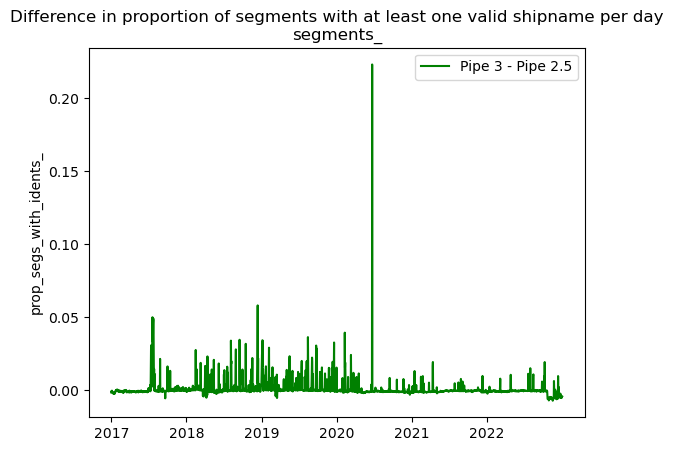 Difference in proportion of segments with at least one valid shipname per day
segments_
Pipe 3 - Pipe 2.5
prop_segs_with_idents_
0.20
0.15
0.10
0.05
0.00
2017 2018 2019 2020 2021 2022